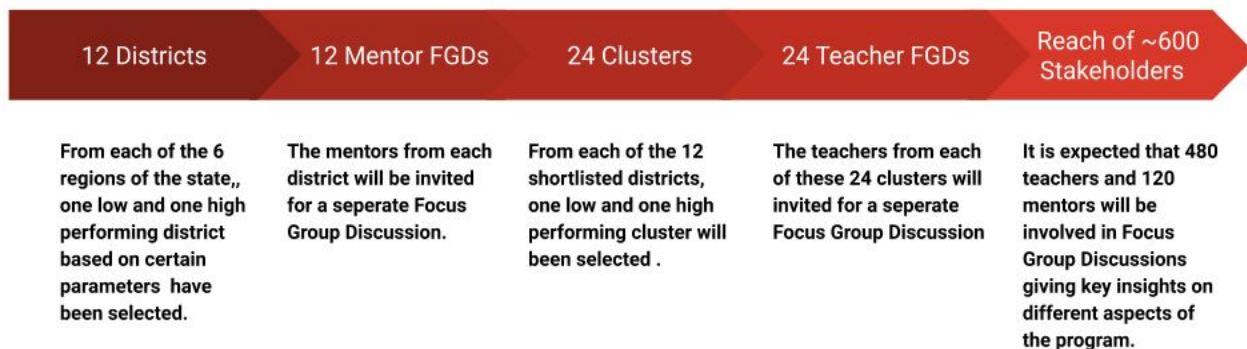 12 Districts
12 Mentor FGDs
24 Clusters
24 Teacher FGDs
Reach of ~600
Stakeholders
From each of the 6
regions of the state,,
one low and one high
performing district
based on certain
parameters have
been selected.
The mentors from each
district will be invited
for a seperate Focus
Group Discussion.
From each of the 12
shortlisted districts,
one low and one high
performing cluster will
been selected .
The teachers from each
of these 24 clusters will
invited for a seperate
Focus Group Discussion
It is expected that 480
teachers and 120
mentors will be
involved in Focus
Group Discussions
giving key insights on
different aspects of
the program.